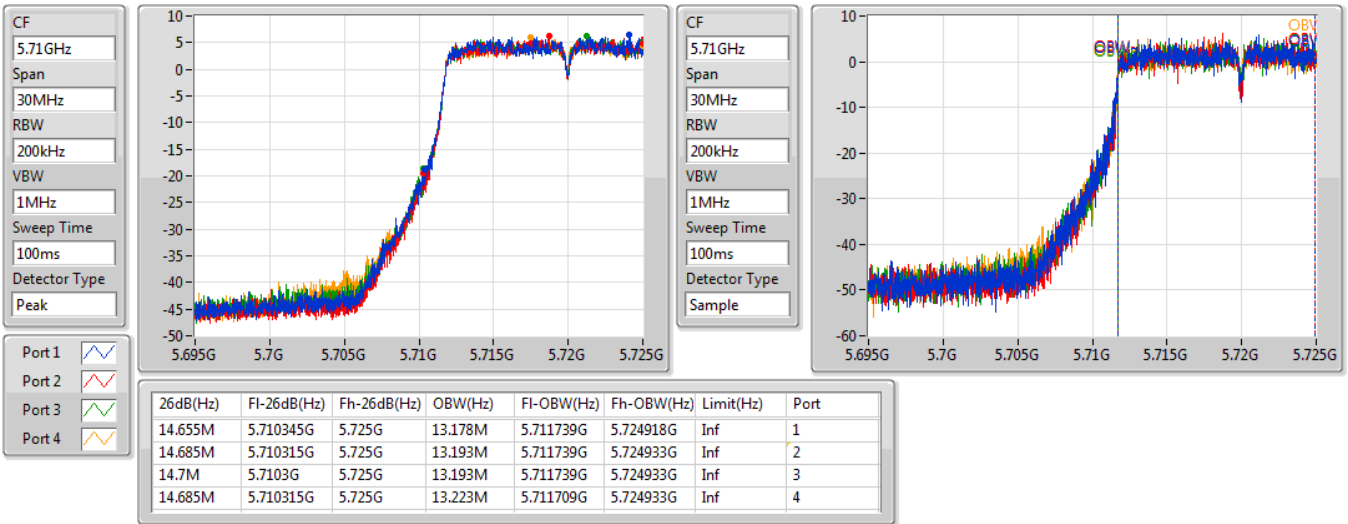 CF
5.71GHz
Span
30MHz
RBW
200kHz
VBW
1MHz
Sweep Time
100ms
Detector Type
Peak
10
5
0
-5
-10
-15
-20
-25
-30
-35
-40
-45
-50
5.695G 5.7G 5.705G 5.71G 5.715G 5.72G 5.725G
CF
5.71GHz
Span
30MHz
RBW
200kHz
VBW
1MHz
Sweep Time
100ms
Detector Type
Sample
10
0
-10
-20
-30
-40
-50
-60
OBW
OBW
OBW
5.695G 5.7G 5.705G 5.71G 5.715G 5.72G 5.725G
Port 1
Port 2
Port 3
Port 4
26dB(Hz) Fl-26dB(Hz) Fh-26dB(Hz) OBW(Hz) Fl-OBW(Hz) Fh-OBW(Hz) Limit(Hz) Port
14.655M 5.710345G 5.725G 13.178M 5.711739G 5.724918G Inf 1
14.685M 5.710315G 5.725G 13.193M 5.711739G 5.724933G Inf 2
14.7M 5.7103G 5.725G 13.193M 5.711739G 5.724933G Inf 3
14.685M 5.710315G 5.725G 13.223M 5.711709G 5.724933G Inf 4